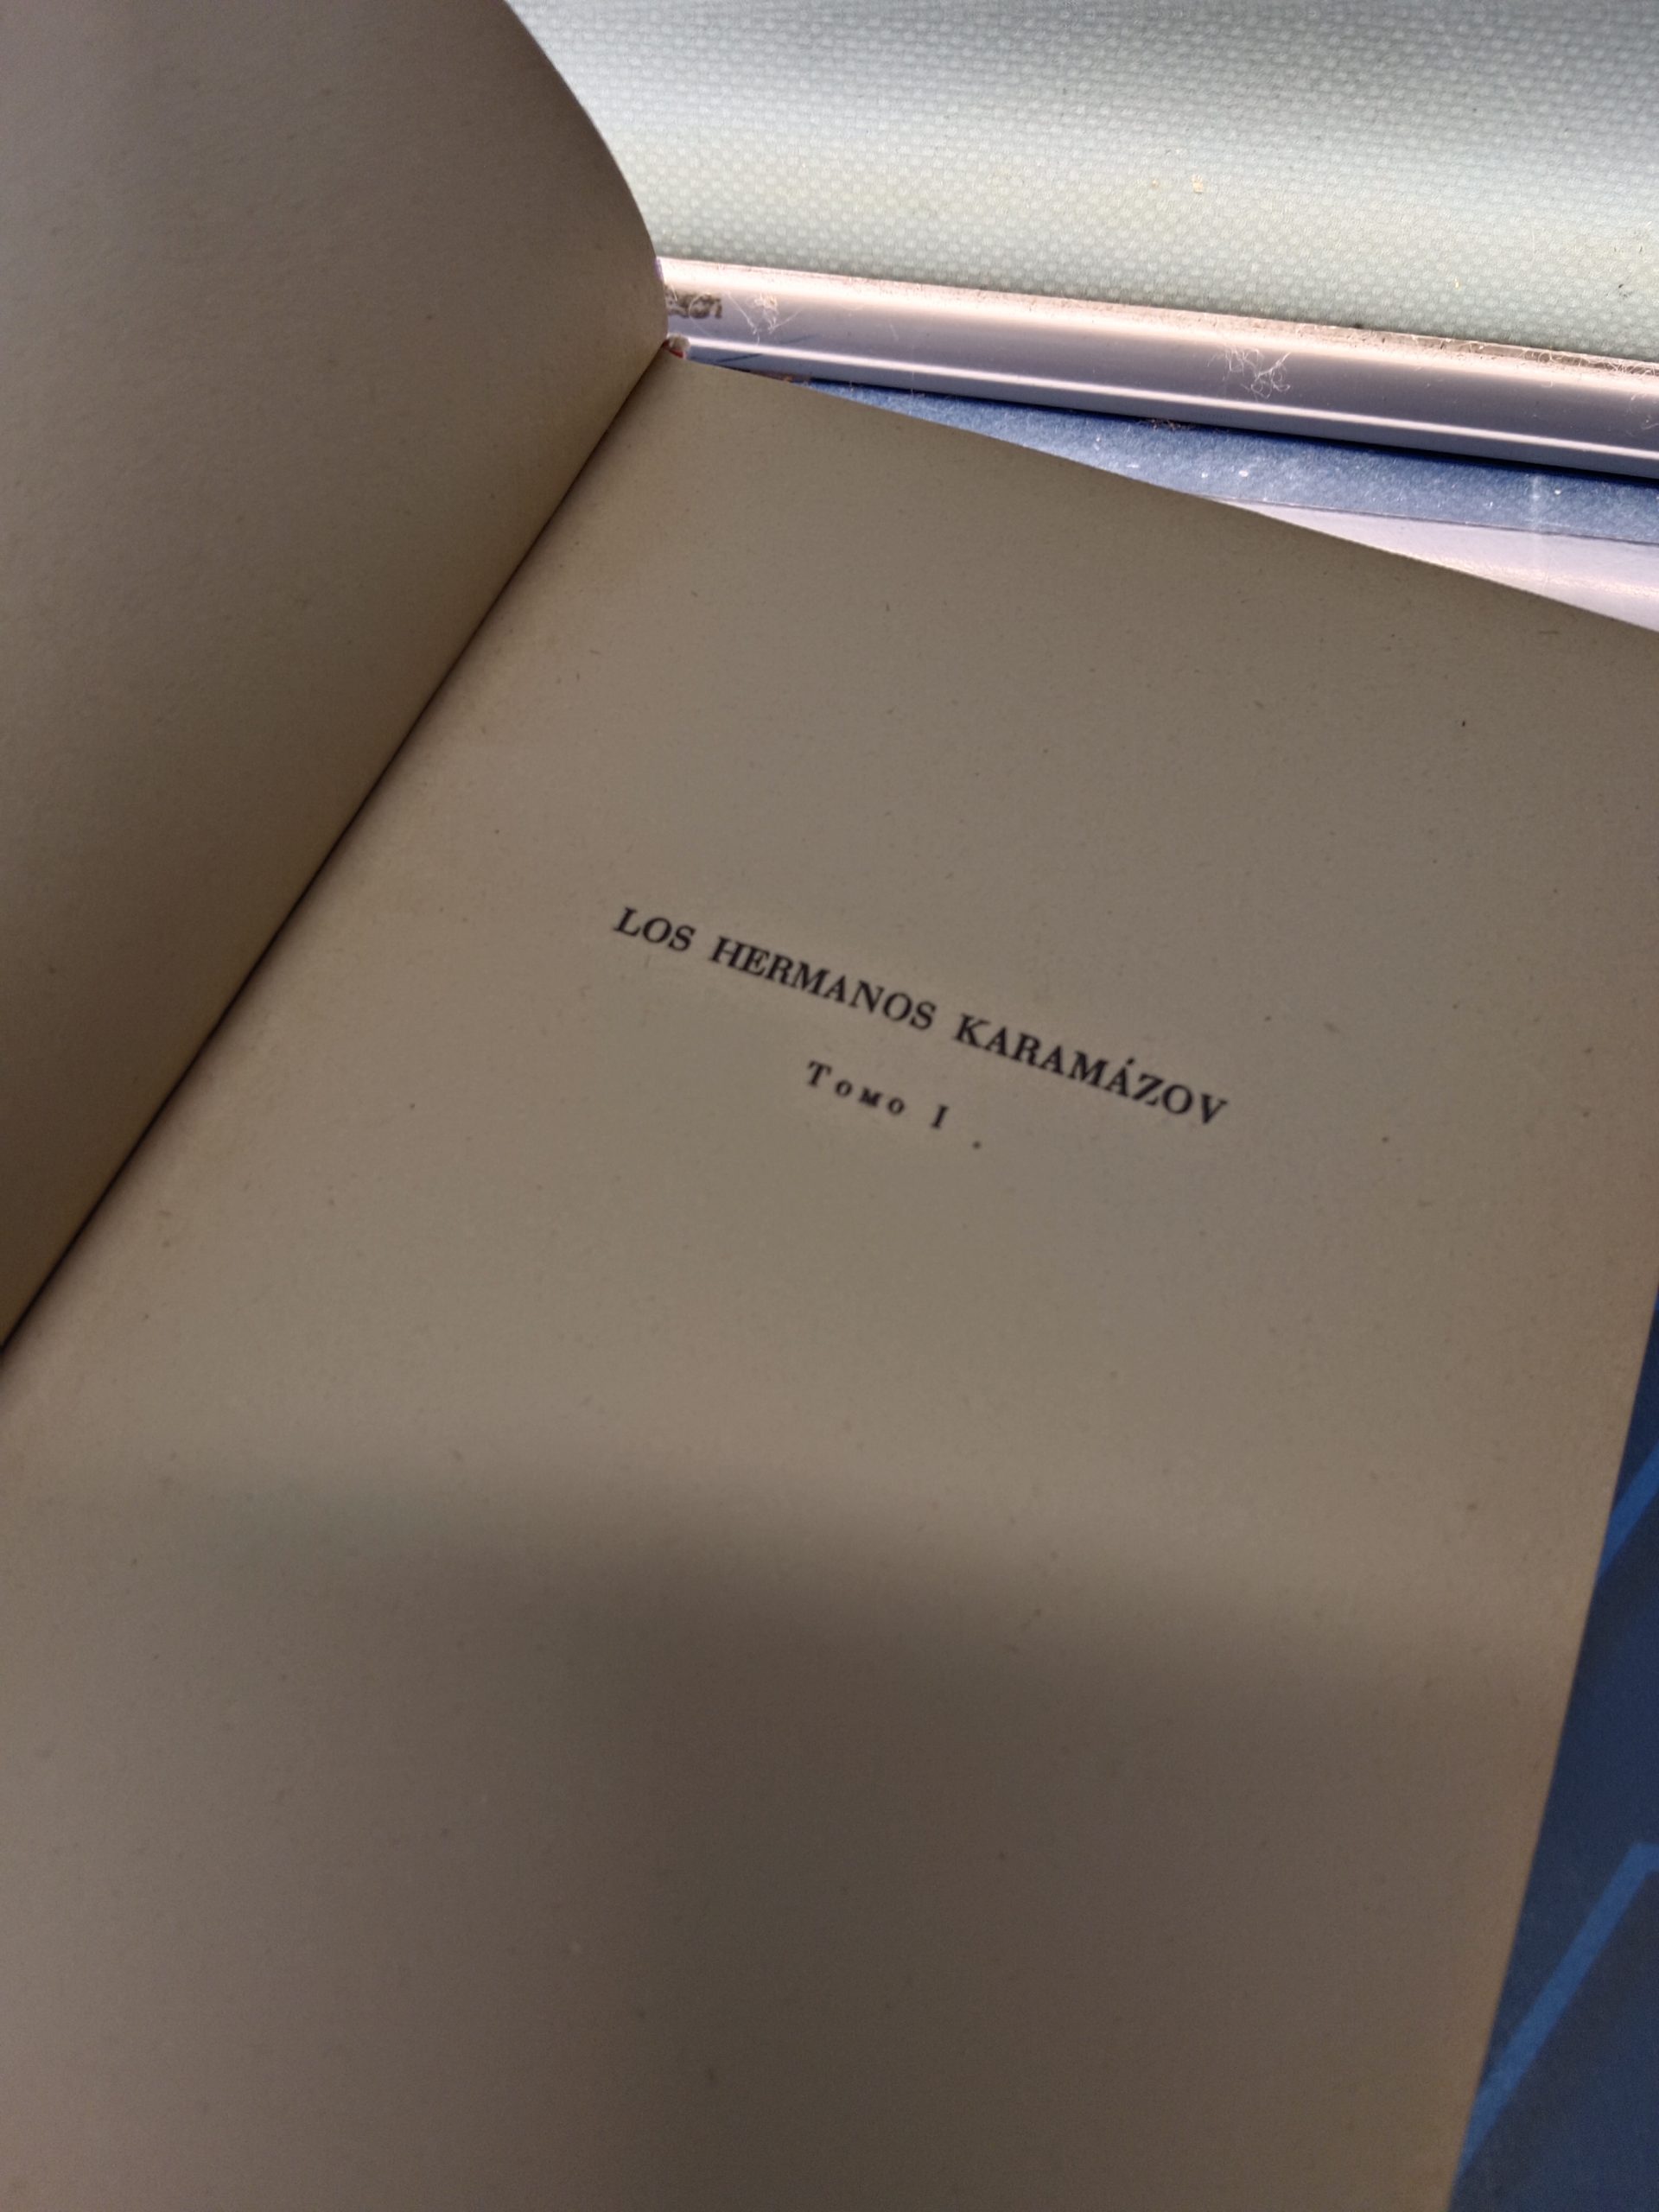 LOS HERMANOS KARAMÁZOV
Tomo I .